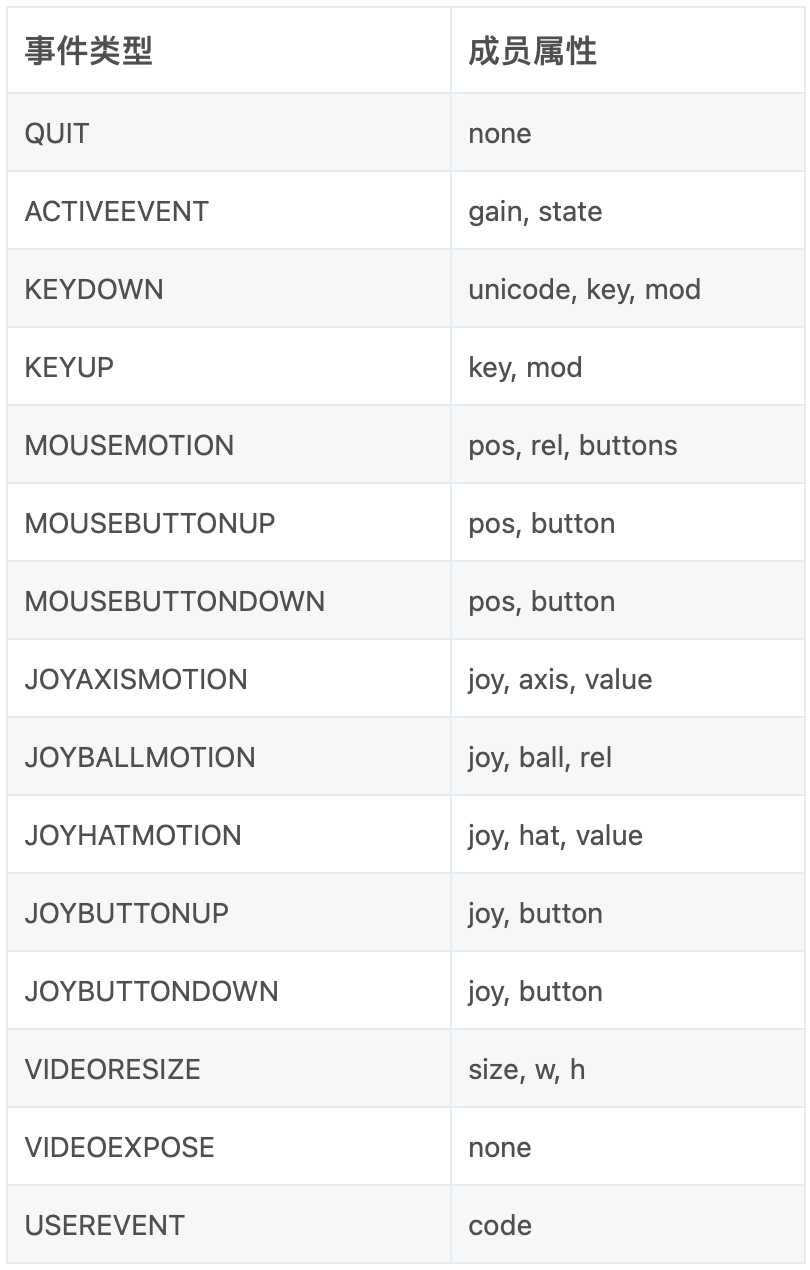 事件类型 成员属性
QUIT none
ACTIVEEVENT gain, state
KEYDOWN unicode, key, mod
KEYUP key, mod
MOUSEMOTION pos, rel, buttons
MOUSEBUTTONUP pos, button
MOUSEBUTTONDOWN pos, button
JOYAXISMOTION joy, axis, value
JOYBALLMOTION joy, ball, rel
JOYHATMOTION joy, hat, value
JOYBUTTONUP joy, button
JOYBUTTONDOWN joy, button
VIDEORESIZE size, w, h
VIDEOEXPOSE none
USEREVENT code